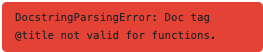 DocstringParsingError: Doc tag
@title not valid for functions.